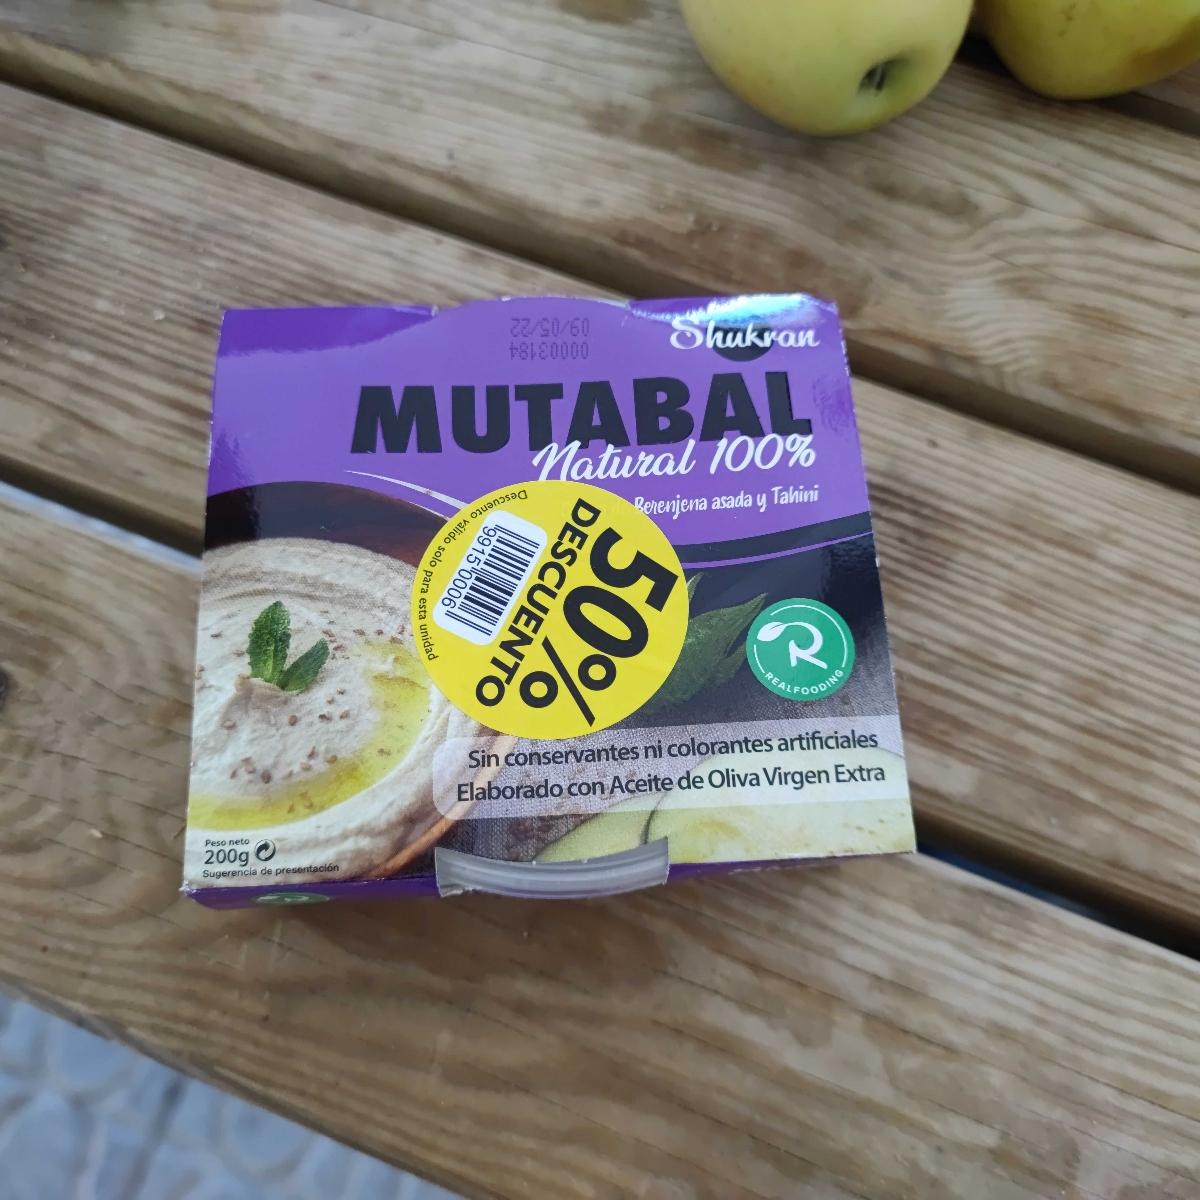 09/05/22
00003184
Shukran
MUTABAL
Natural 100%
Berenjena asada y Tahini
50%
DESCUENTO
Descuento válido solo para esta unidad
REALFOODING
Sin conservantes ni colorantes artificiales
Elaborado con Aceite de Oliva Virgen Extra
Peso neto
200g
Sugerencia de presentación